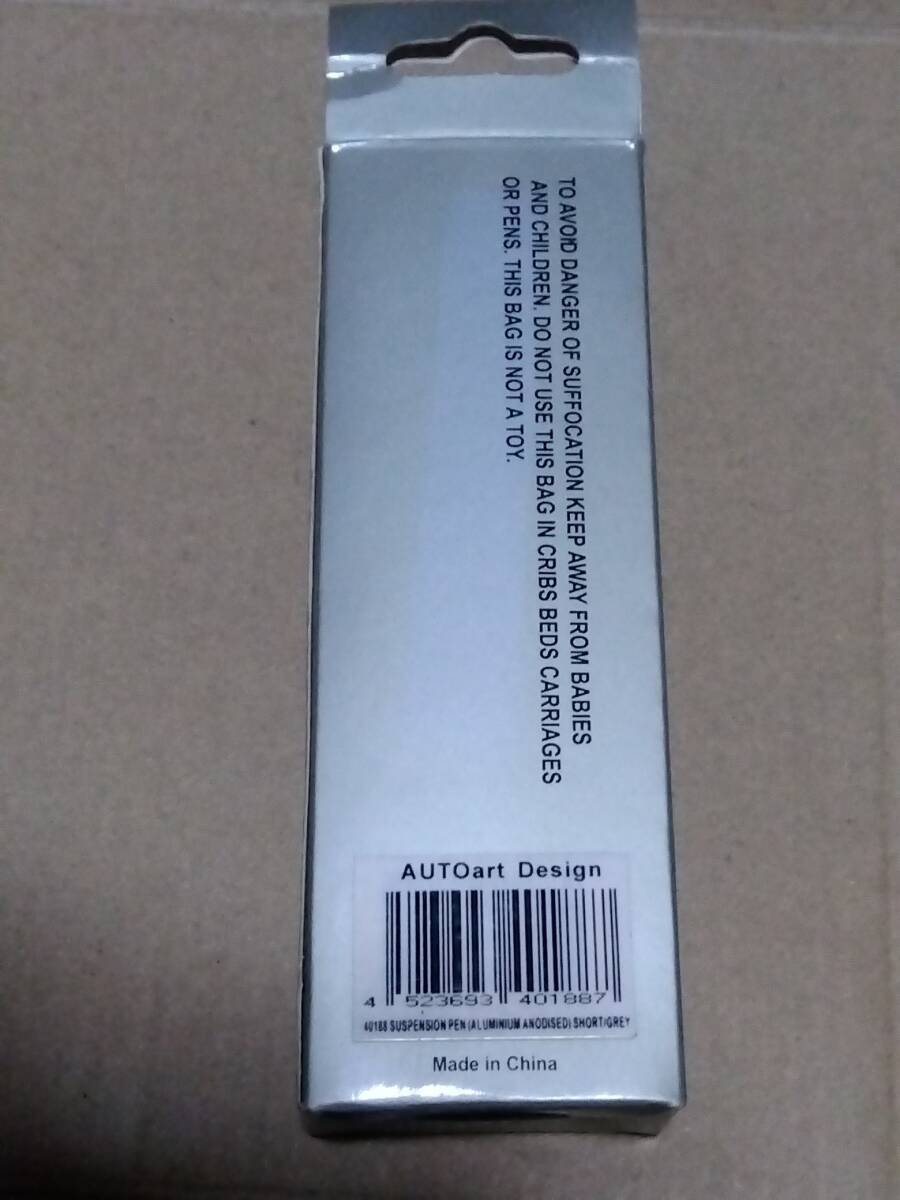 TO AVOID DANGER OF SUFFOCATION KEEP AWAY FROM BABIES
AND CHILDREN. DO NOT USE THIS BAG IN CRIBS BEDS CARRIAGES
OR PENS. THIS BAG IS NOT A TOY.
AUTOart Design
4 523693 401887
40188 SUSPENSION PEN (ALUMINIUM ANODISED) SHORT/GREY
Made in China